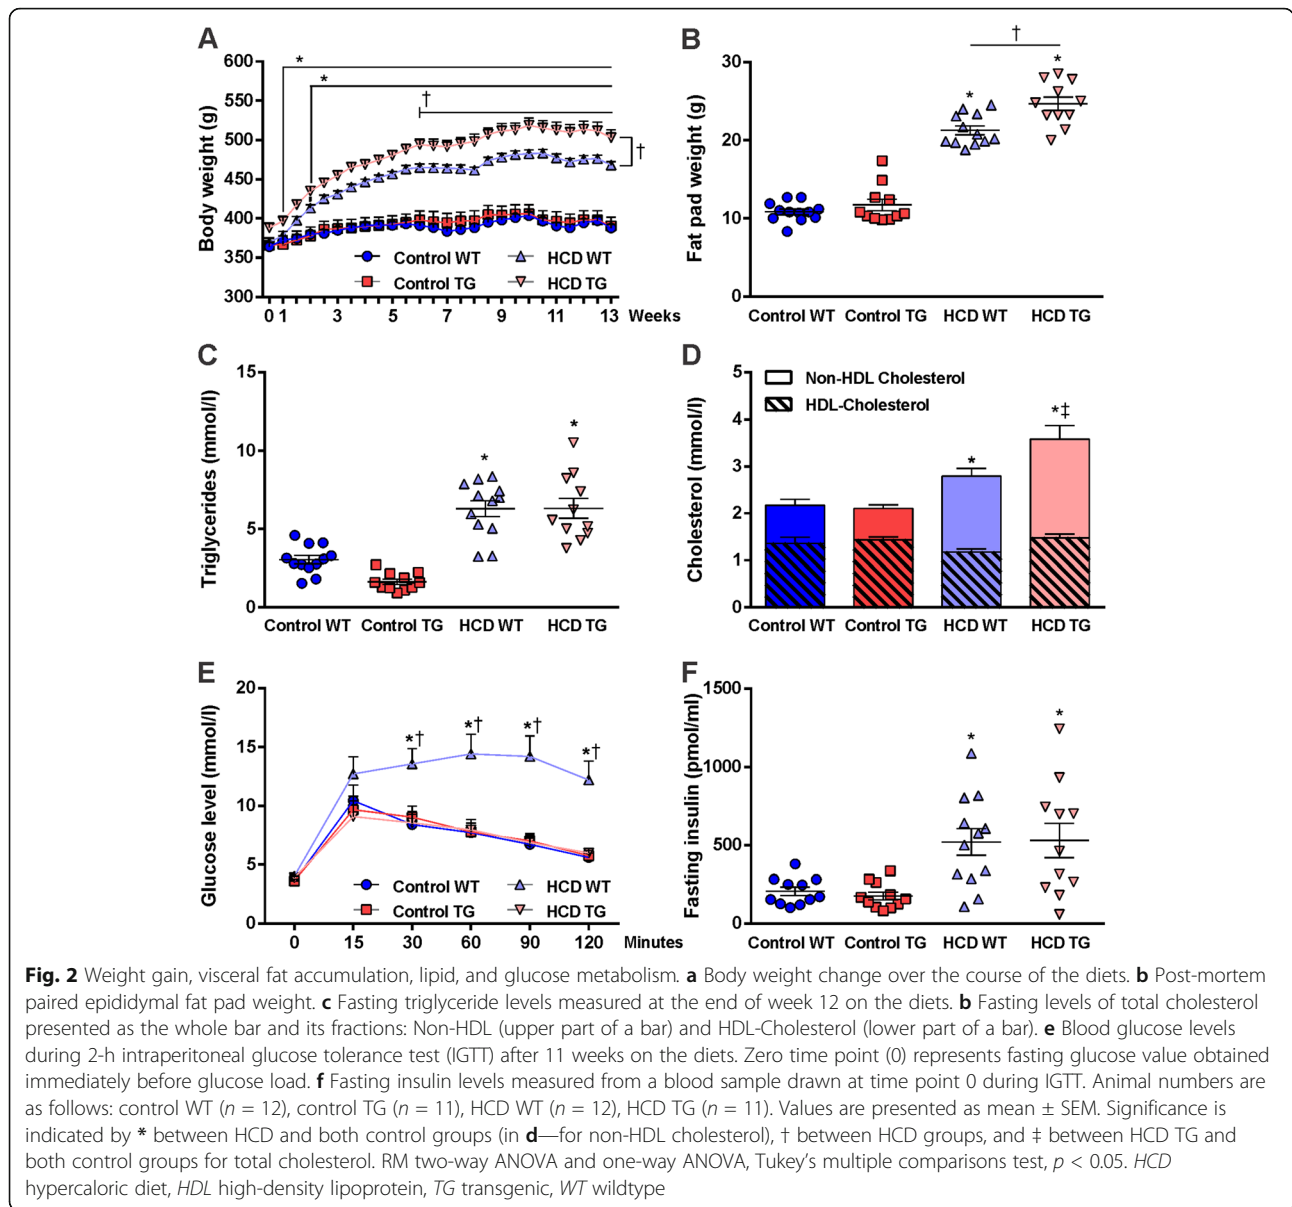 A
Body weight (g)
600
550
500
450
400
350
300
*
*
†
†
Control WT
HCD WT
Control TG
HCD TG
0 1 3 5 7 9 11 13 Weeks
B
Fat pad weight (g)
30
20
10
0
†
*
*
Control WT Control TG HCD WT HCD TG
C
Triglycerides (mmol/l)
15
10
5
0
*
*
Control WT Control TG HCD WT HCD TG
D
Cholesterol (mmol/l)
5
4
3
2
1
0
Non-HDL Cholesterol
HDL-Cholesterol
*
*‡
Control WT Control TG HCD WT HCD TG
E
Glucose level (mmol/l)
20
15
10
5
0
*† *† *† *†
Control WT
HCD WT
Control TG
HCD TG
0 15 30 60 90 120 Minutes
F
Fasting insulin (pmol/ml)
1500
1000
500
0
*
*
Control WT Control TG HCD WT HCD TG
Fig. 2 Weight gain, visceral fat accumulation, lipid, and glucose metabolism. a Body weight change over the course of the diets. b Post-mortem
paired epididymal fat pad weight. c Fasting triglyceride levels measured at the end of week 12 on the diets. b Fasting levels of total cholesterol
presented as the whole bar and its fractions: Non-HDL (upper part of a bar) and HDL-Cholesterol (lower part of a bar). e Blood glucose levels
during 2-h intraperitoneal glucose tolerance test (IGTT) after 11 weeks on the diets. Zero time point (0) represents fasting glucose value obtained
immediately before glucose load. f Fasting insulin levels measured from a blood sample drawn at time point 0 during IGTT. Animal numbers are
as follows: control WT (n = 12), control TG (n = 11), HCD WT (n = 12), HCD TG (n = 11). Values are presented as mean ± SEM. Significance is
indicated by * between HCD and both control groups (in d—for non-HDL cholesterol), † between HCD groups, and ‡ between HCD TG and
both control groups for total cholesterol. RM two-way ANOVA and one-way ANOVA, Tukey's multiple comparisons test, p < 0.05. HCD
hypercaloric diet, HDL high-density lipoprotein, TG transgenic, WT wildtype